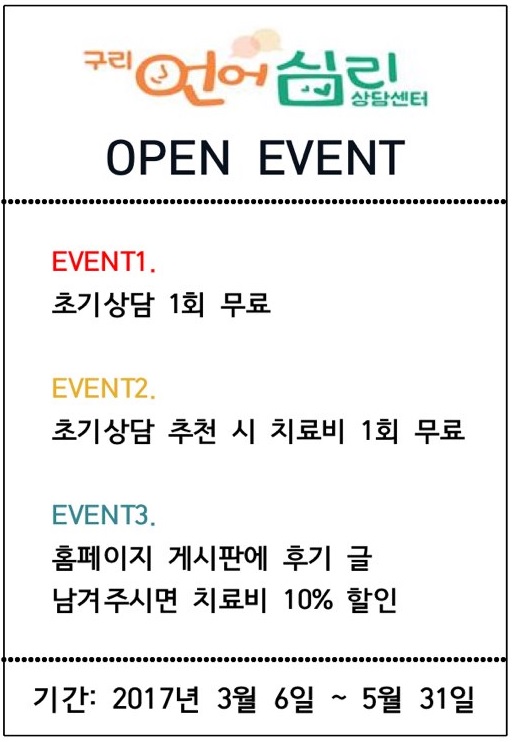 구리 언어심리
상담센터
OPEN EVENT
EVENT1.
초기상담 1회 무료
EVENT2.
초기상담 추천 시 치료비 1회 무료
EVENT3.
홈페이지 게시판에 후기 글
남겨주시면 치료비 10% 할인
기간: 2017년 3월 6일 ~ 5월 31일